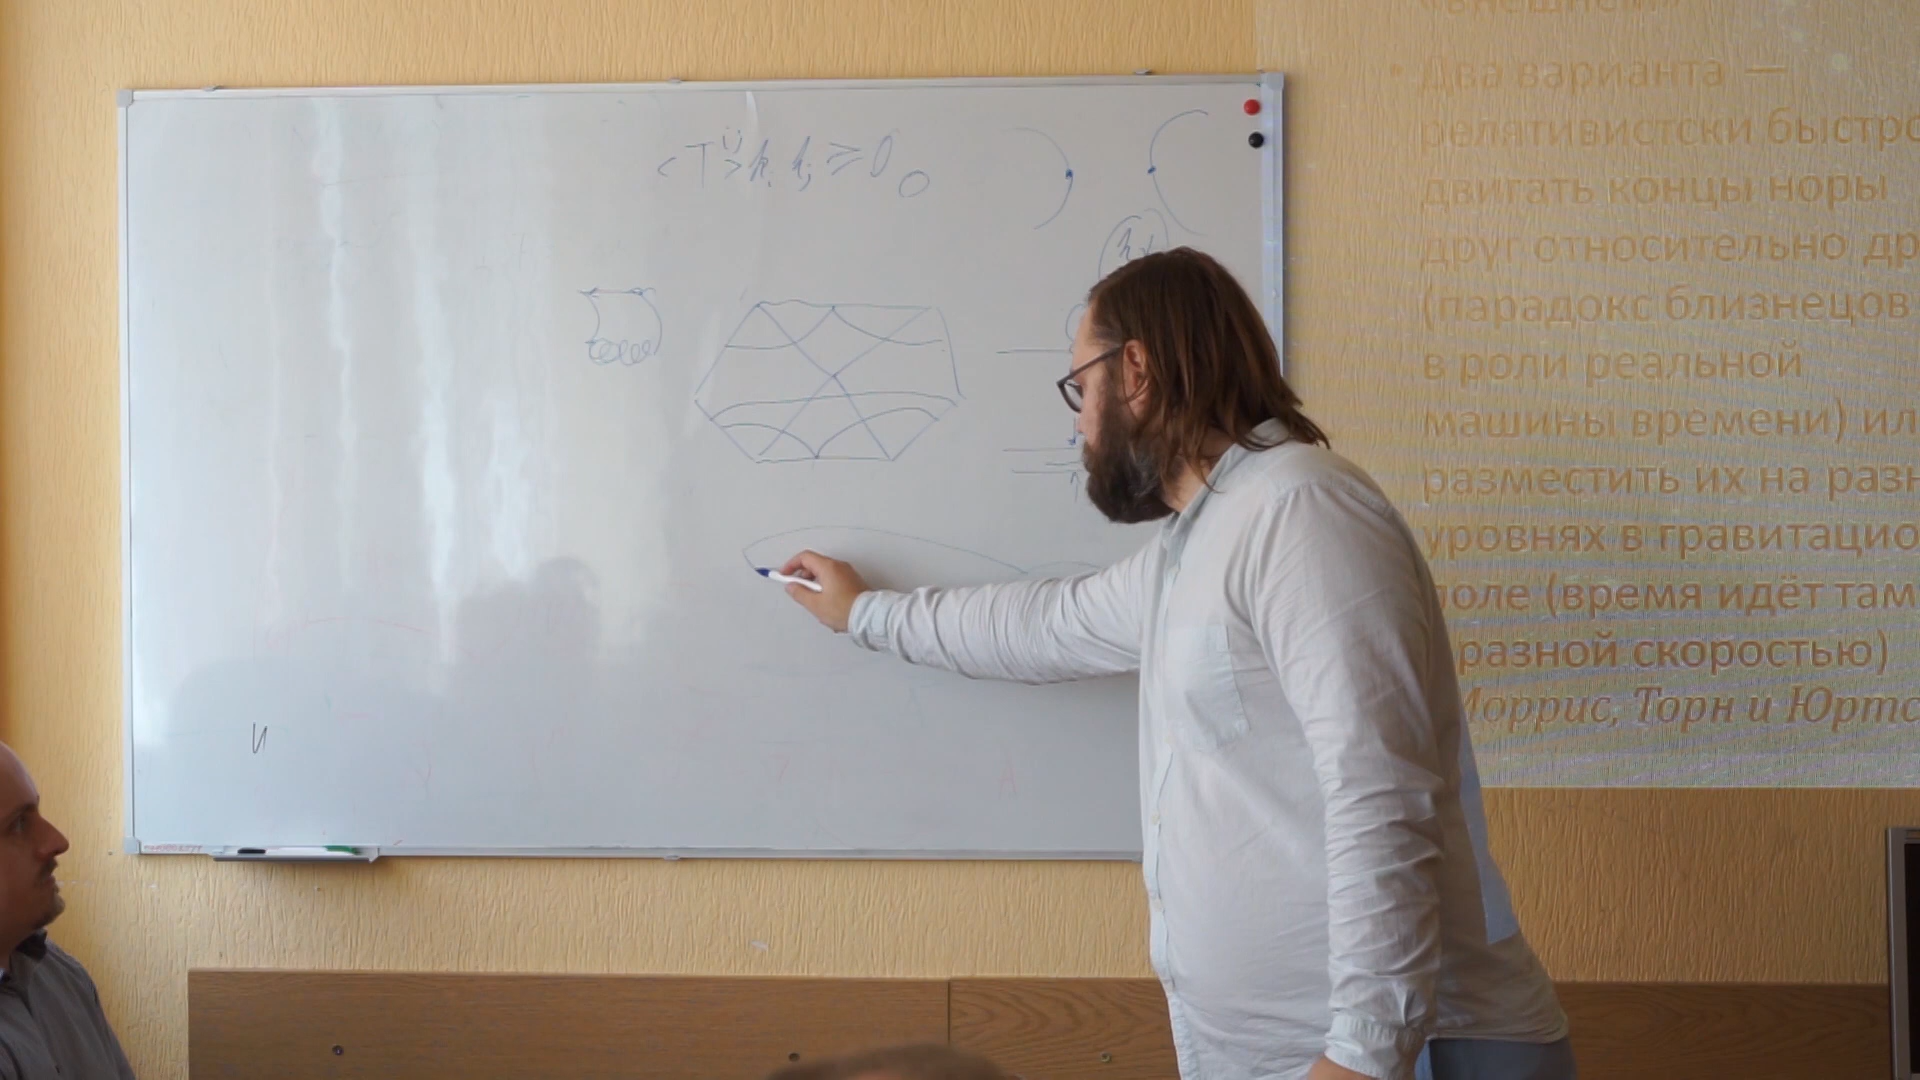 <T^{ij}> k_i k_j ≥ 0
И
«внешнем»
• Два варианта —
релятивистски быстро
двигать концы норы
друг относительно др
(парадокс близнецов
в роли реальной
машины времени) ил
разместить их на разн
уровнях в гравитацио
поле (время идёт там
разной скоростью)
Моррис, Торн и Юртс